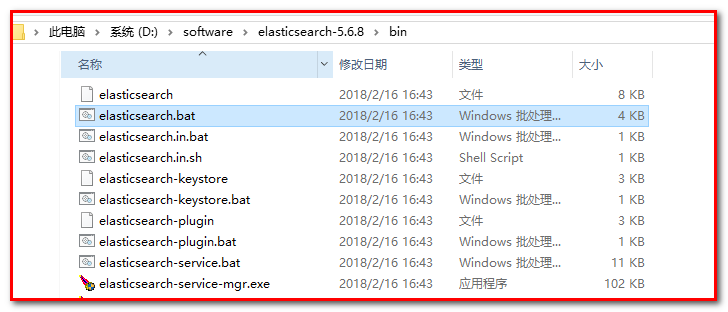 此电脑 > 系统 (D:) > software > elasticsearch-5.6.8 > bin
名称 修改日期 类型 大小
elasticsearch 2018/2/16 16:43 文件 8 KB
elasticsearch.bat 2018/2/16 16:43 Windows 批处理... 4 KB
elasticsearch.in.bat 2018/2/16 16:43 Windows 批处理... 1 KB
elasticsearch.in.sh 2018/2/16 16:43 Shell Script 1 KB
elasticsearch-keystore 2018/2/16 16:43 文件 3 KB
elasticsearch-keystore.bat 2018/2/16 16:43 Windows 批处理... 1 KB
elasticsearch-plugin 2018/2/16 16:43 文件 3 KB
elasticsearch-plugin.bat 2018/2/16 16:43 Windows 批处理... 1 KB
elasticsearch-service.bat 2018/2/16 16:43 Windows 批处理... 11 KB
elasticsearch-service-mgr.exe 2018/2/16 16:43 应用程序 102 KB